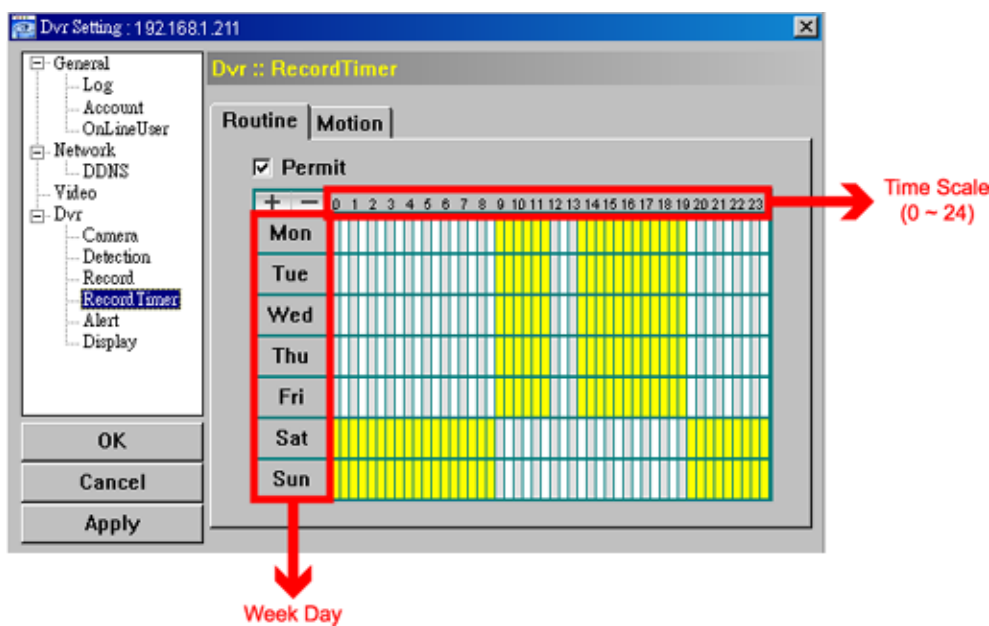 Dvr Setting : 192.168.1.211
General
Log
Account
OnLineUser
Network
DDNS
Video
Dvr
Camera
Detection
Record
RecordTimer
Alert
Display
OK
Cancel
Apply
Dvr :: RecordTimer
Routine Motion
Permit
+ − 0 1 2 3 4 5 6 7 8 9 10 11 12 13 14 15 16 17 18 19 20 21 22 23
Mon
Tue
Wed
Thu
Fri
Sat
Sun
Time Scale
(0 ~ 24)
Week Day